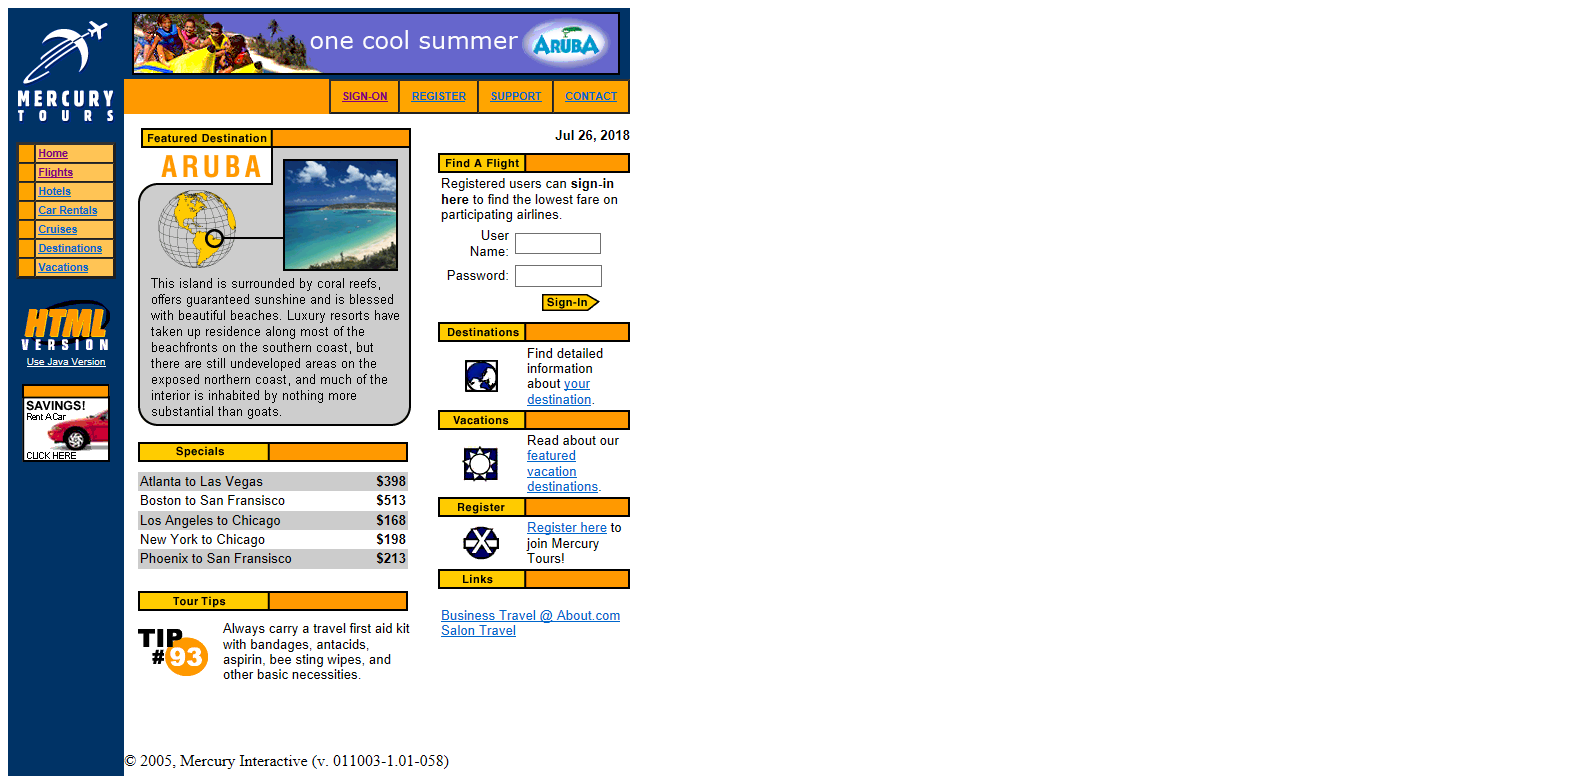 MERCURY
TOURS
one cool summer
ARUBA
SIGN-ON
REGISTER
SUPPORT
CONTACT
Home
Flights
Hotels
Car Rentals
Cruises
Destinations
Vacations
HTML
VERSION
Use Java Version
SAVINGS!
Rent A Car
CLICK HERE
Featured Destination
ARUBA
This island is surrounded by coral reefs,
offers guaranteed sunshine and is blessed
with beautiful beaches. Luxury resorts have
taken up residence along most of the
beachfronts on the southern coast, but
there are still undeveloped areas on the
exposed northern coast, and much of the
interior is inhabited by nothing more
substantial than goats.
Specials
Atlanta to Las Vegas $398
Boston to San Fransisco $513
Los Angeles to Chicago $168
New York to Chicago $198
Phoenix to San Fransisco $213
Tour Tips
TIP
#93
Always carry a travel first aid kit
with bandages, antacids,
aspirin, bee sting wipes, and
other basic necessities.
Jul 26, 2018
Find A Flight
Registered users can sign-in
here to find the lowest fare on
participating airlines.
User
Name:
Password:
Sign-In
Destinations
Find detailed
information
about your
destination.
Vacations
Read about our
featured
vacation
destinations.
Register
Register here to
join Mercury
Tours!
Links
Business Travel @ About.com
Salon Travel
© 2005, Mercury Interactive (v. 011003-1.01-058)